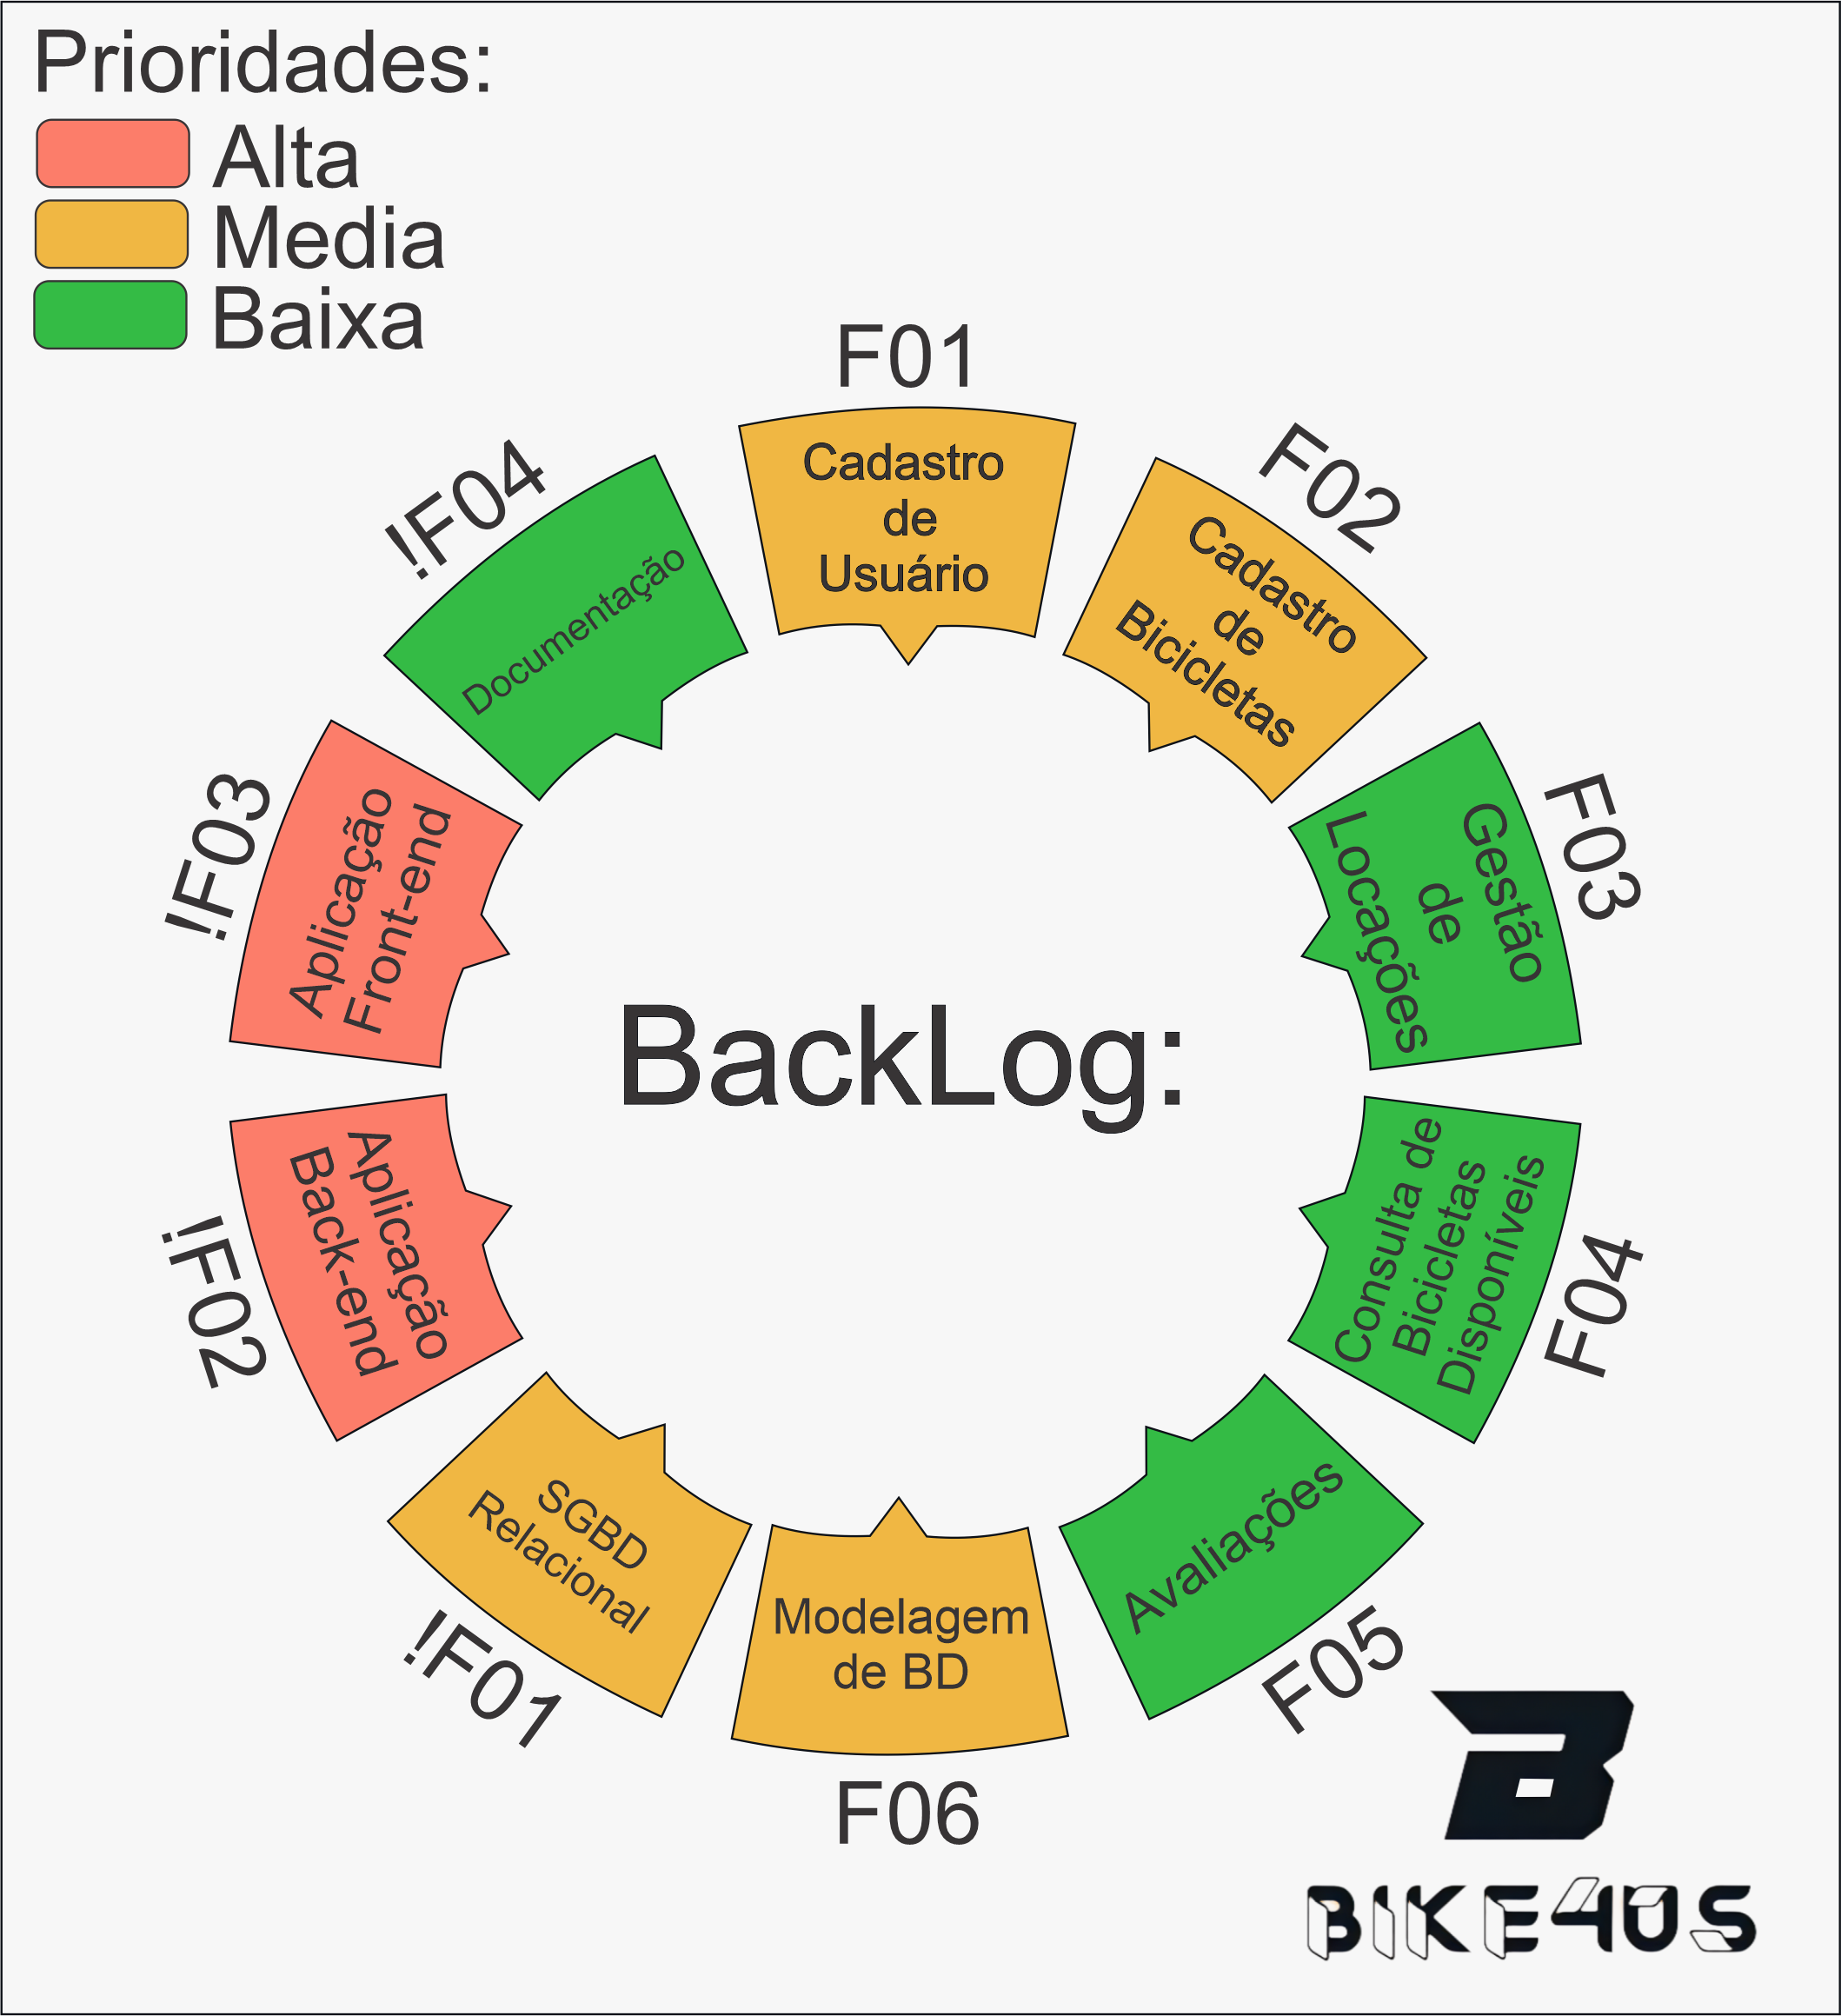 Prioridades:
Alta
Media
Baixa
F01
Cadastro
de
Usuário
F02
Cadastro
de
Bicicletas
F03
Gestão
de
Locações
F04
Consulta de
Bicicletas
Disponíveis
F05
Avaliações
F06
Modelagem
de BD
!F01
SGBD
Relacional
!F02
Aplicação
Back-end
!F03
Aplicação
Front-end
!F04
Documentação
BackLog:
B
BIKE4US